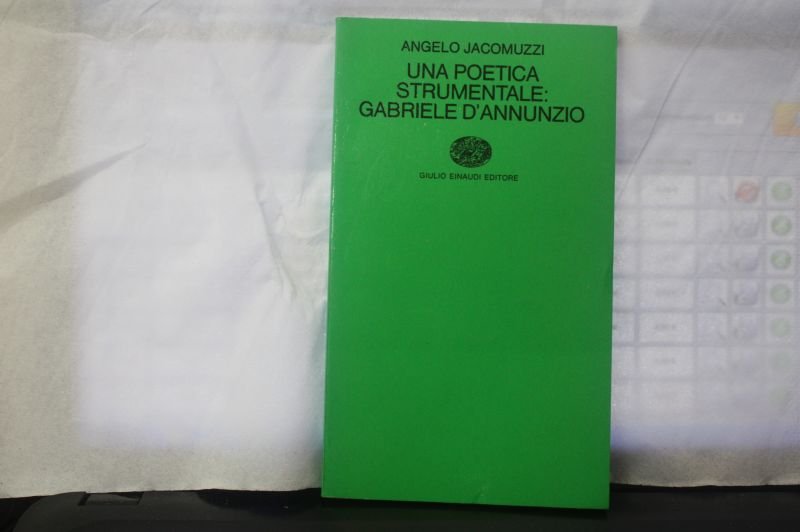 ANGELO JACOMUZZI
UNA POETICA
STRUMENTALE:
GABRIELE D'ANNUNZIO
GIULIO EINAUDI EDITORE